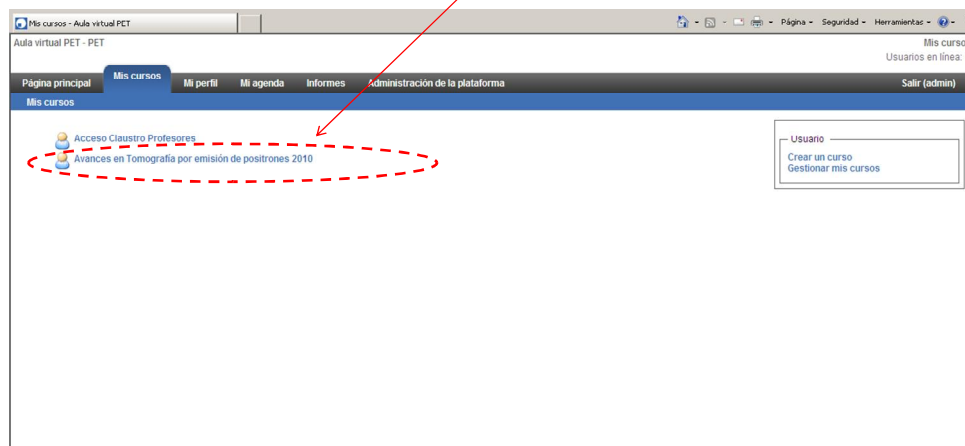 Mis cursos - Aula virtual PET
Página Seguridad Herramientas
Aula virtual PET - PET
Mis curso
Usuarios en línea:
Página principal Mis cursos Mi perfil Mi agenda Informes Administración de la plataforma Salir (admin)
Mis cursos
Acceso Claustro Profesores
Avances en Tomografía por emisión de positrones 2010
Usuario
Crear un curso
Gestionar mis cursos